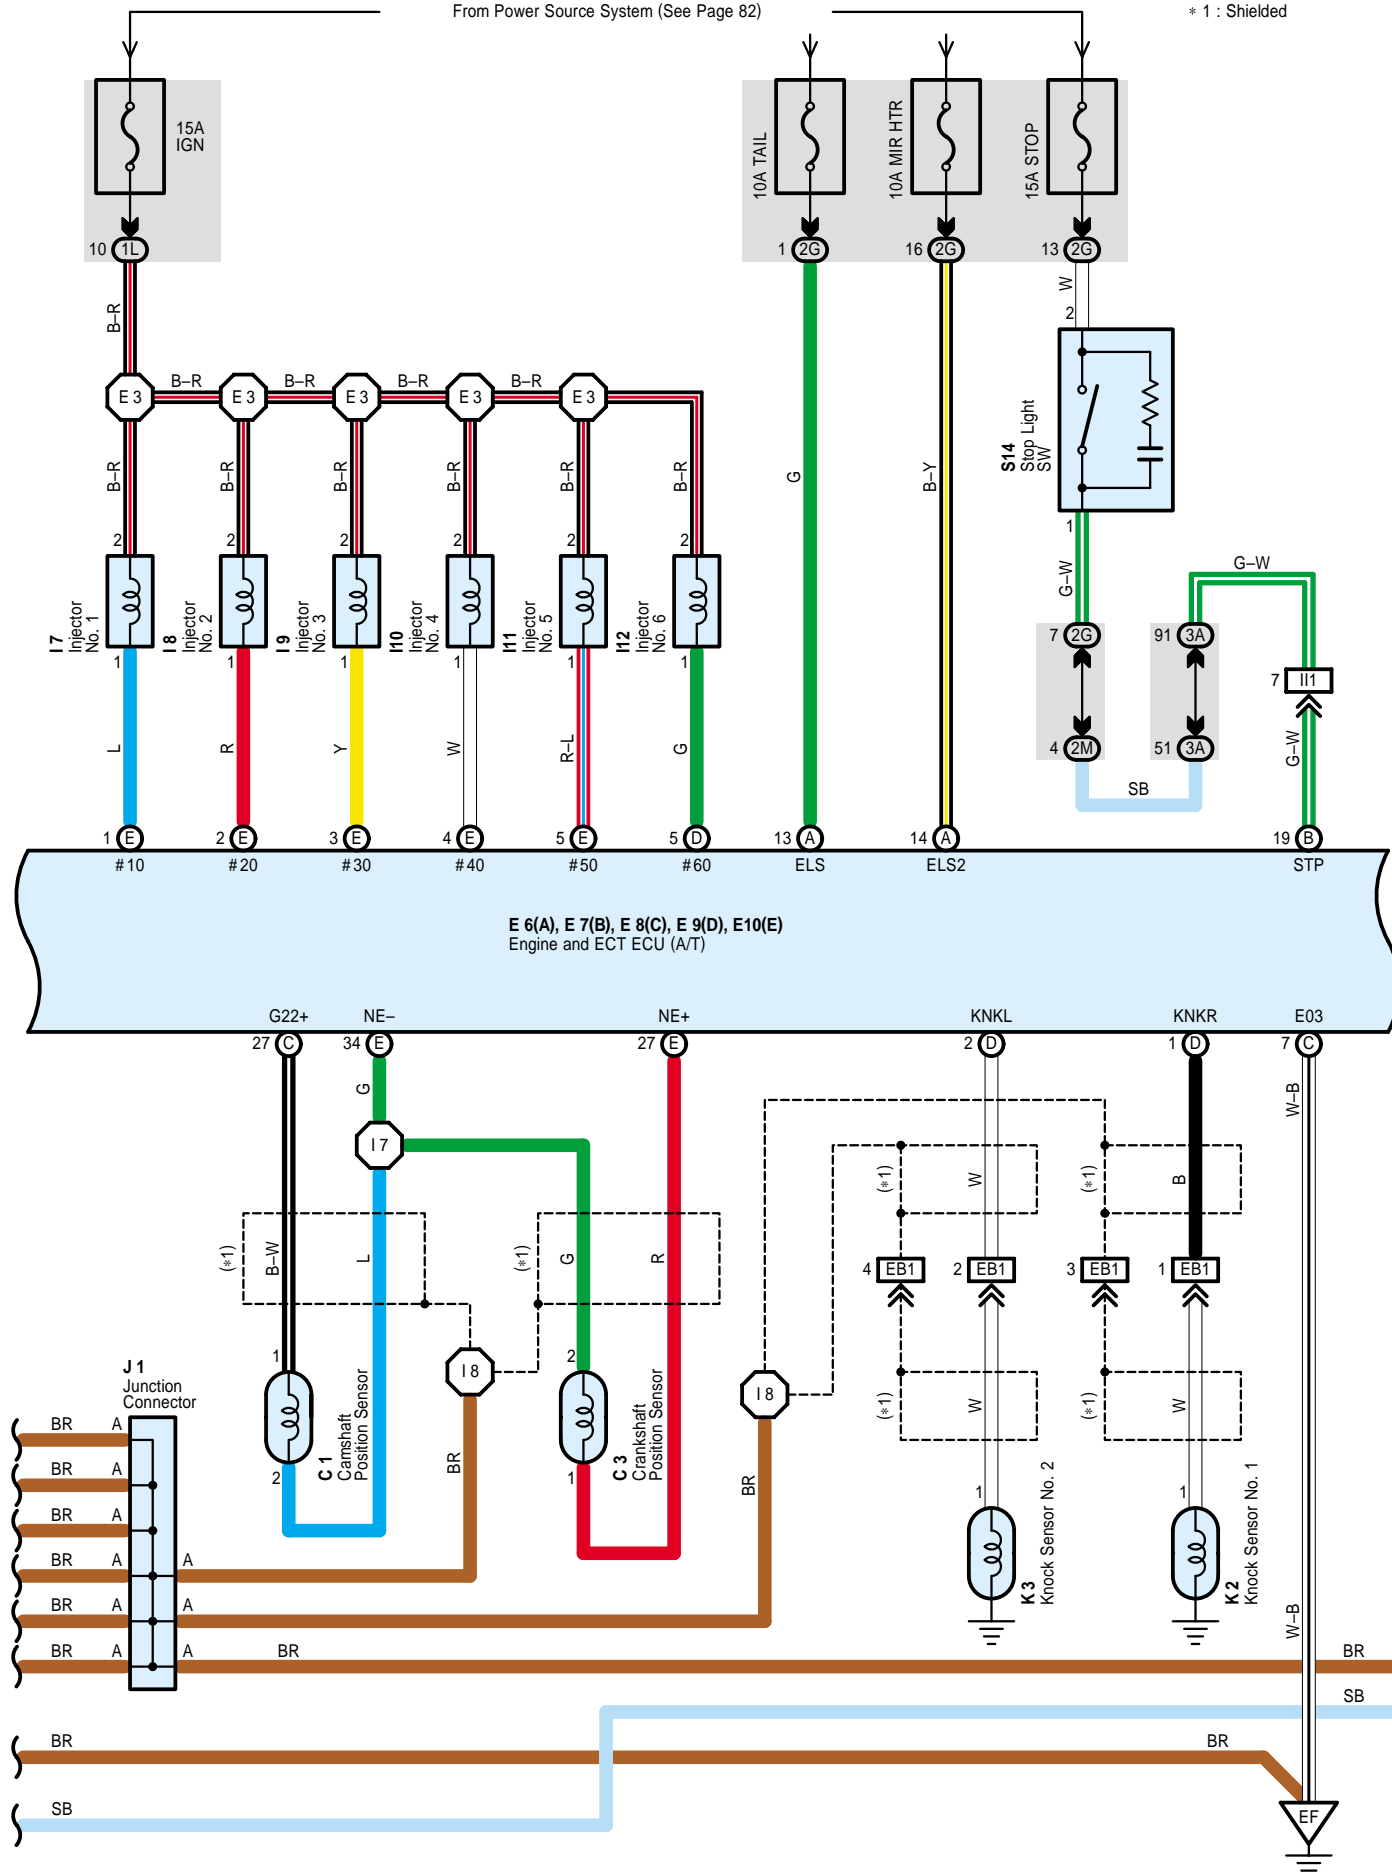 From Power Source System (See Page 82)
* 1 : Shielded
15A
IGN
10A TAIL
10A MIR HTR
15A STOP
10 1L
1 2G
16 2G
13 2G
W
2
B–R
B–R B–R B–R B–R
E 3 E 3 E 3 E 3 E 3
S14
Stop Light
SW
B–R B–R B–R B–R B–R B–R
G
B–Y
1
2 2 2 2 2 2
G–W
G–W
I 7
Injector
No. 1
I 8
Injector
No. 2
I 9
Injector
No. 3
I10
Injector
No. 4
I11
Injector
No. 5
I12
Injector
No. 6
7 2G
91 3A
1 1 1 1 1 1
7 II1
L R Y W R–L G
4 2M
51 3A
G–W
SB
1 E 2 E 3 E 4 E 5 E 5 D 13 A 14 A 19 B
#10 #20 #30 #40 #50 #60 ELS ELS2 STP
E 6(A), E 7(B), E 8(C), E 9(D), E10(E)
Engine and ECT ECU (A/T)
G22+ NE– NE+ KNKL KNKR E03
27 C 34 E 27 E 2 D 1 D 7 C
G
W–B
I 7
(*1) W (*1) B
(*1) B–W L (*1) G R
4 EB1 2 EB1 3 EB1 1 EB1
1 2
I 8
I 8
J 1
Junction
Connector
C 1
Camshaft
Position Sensor
C 3
Crankshaft
Position Sensor
(*1) W (*1) W
BR A
BR A
BR A
BR A A
BR A A
BR A A BR
2
1
BR
BR
1
1
K 3
Knock Sensor No. 2
K 2
Knock Sensor No. 1
W–B
BR
SB
BR
BR
SB
EF